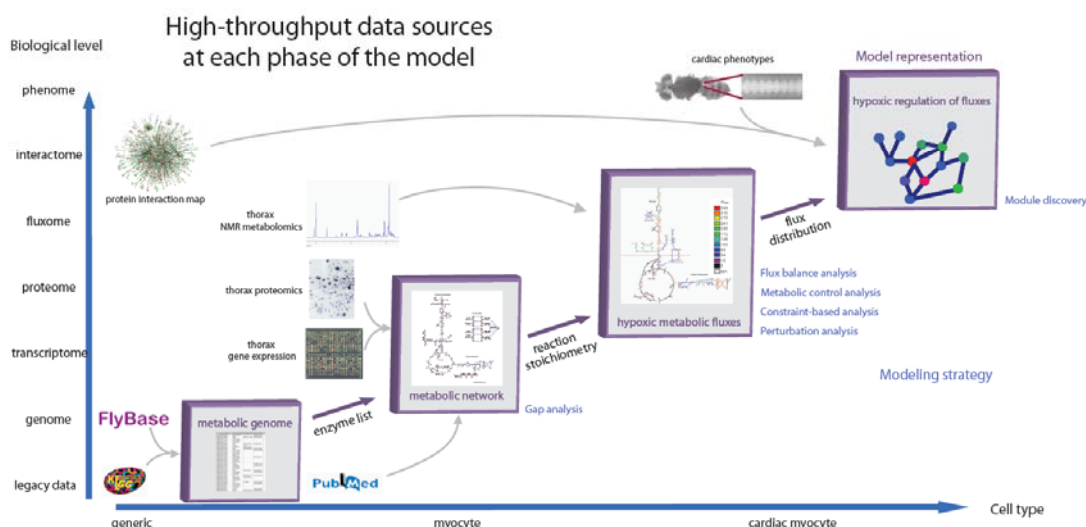 High-throughput data sources
at each phase of the model
Biological level
phenome
interactome
fluxome
proteome
transcriptome
genome
legacy data
protein interaction map
cardiac phenotypes
Model representation
hypoxic regulation of fluxes
Module discovery
thorax
NMR metabolomics
thorax proteomics
thorax
gene expression
flux
distribution
hypoxic metabolic fluxes
Flux balance analysis
Metabolic control analysis
Constraint-based analysis
Perturbation analysis
reaction
stoichiometry
Modeling strategy
metabolic network
Gap analysis
FlyBase
metabolic genome
enzyme list
KEGG
PubMed
generic
myocyte
cardiac myocyte
Cell type